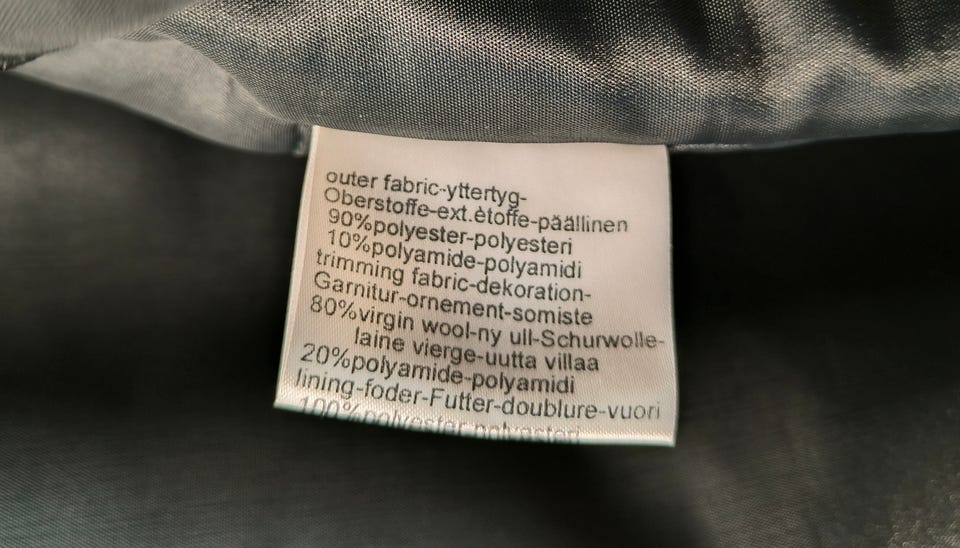 outer fabric-yttertyg-
Oberstoffe-ext.ètoffe-päällinen
90%polyester-polyesteri
10%polyamide-polyamidi
trimming fabric-dekoration-
Garnitur-ornement-somiste
80%virgin wool-ny ull-Schurwolle-
laine vierge-uutta villaa
20%polyamide-polyamidi
lining-foder-Futter-doublure-vuori
100%polyester-polyesteri